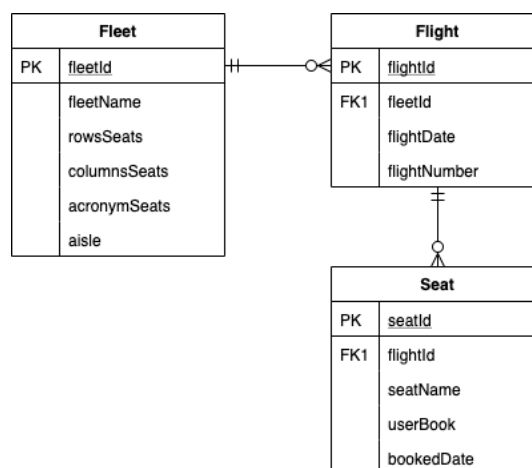 Fleet
PK fleetId
fleetName
rowsSeats
columnsSeats
acronymSeats
aisle
Flight
PK flightId
FK1 fleetId
flightDate
flightNumber
Seat
PK seatId
FK1 flightId
seatName
userBook
bookedDate